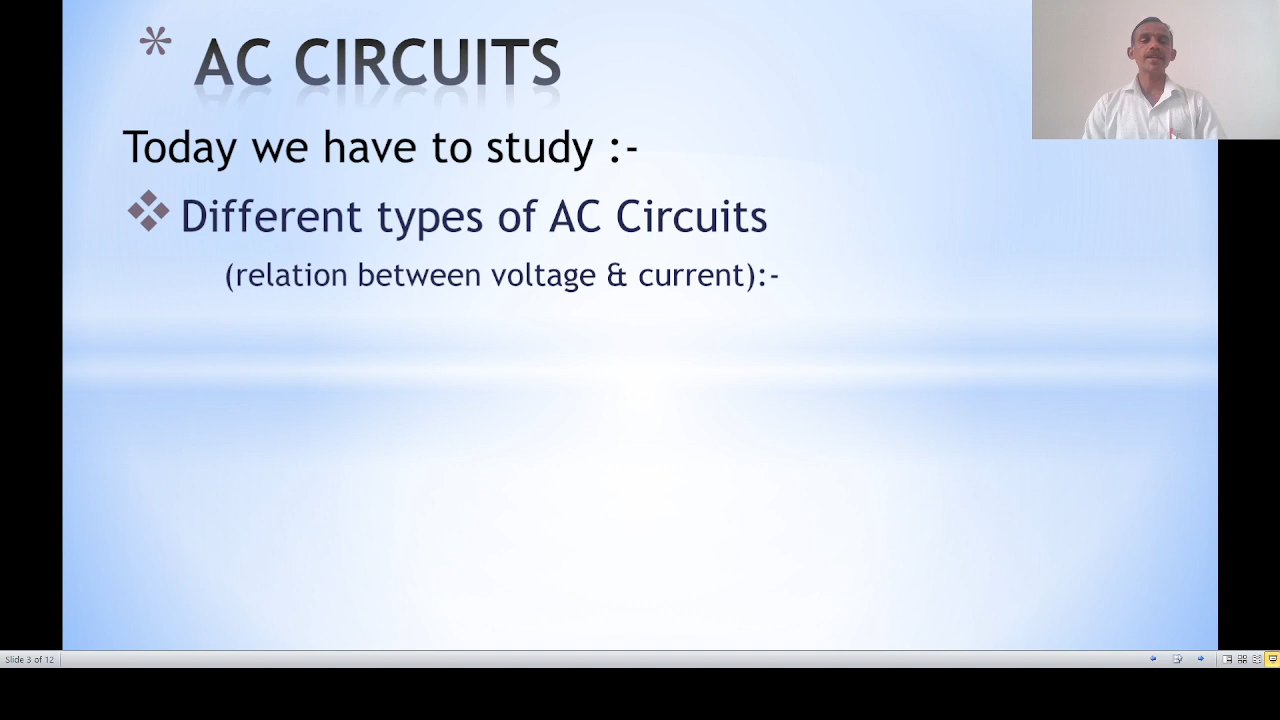 * AC CIRCUITS
Today we have to study :-
❖ Different types of AC Circuits
(relation between voltage & current):-
Slide 3 of 12